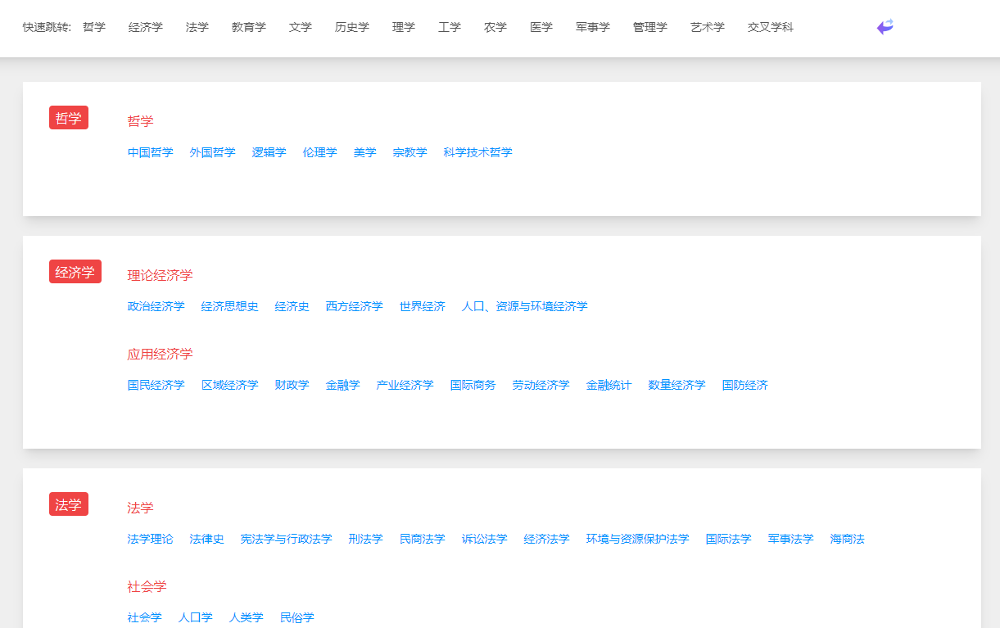 快速跳转: 哲学 经济学 法学 教育学 文学 历史学 理学 工学 农学 医学 军事学 管理学 艺术学 交叉学科
哲学
哲学
中国哲学 外国哲学 逻辑学 伦理学 美学 宗教学 科学技术哲学
经济学
理论经济学
政治经济学 经济思想史 经济史 西方经济学 世界经济 人口、资源与环境经济学
应用经济学
国民经济学 区域经济学 财政学 金融学 产业经济学 国际商务 劳动经济学 金融统计 数量经济学 国防经济
法学
法学
法学理论 法律史 宪法学与行政法学 刑法学 民商法学 诉讼法学 经济法学 环境与资源保护法学 国际法学 军事法学 海商法
社会学
社会学 人口学 人类学 民俗学